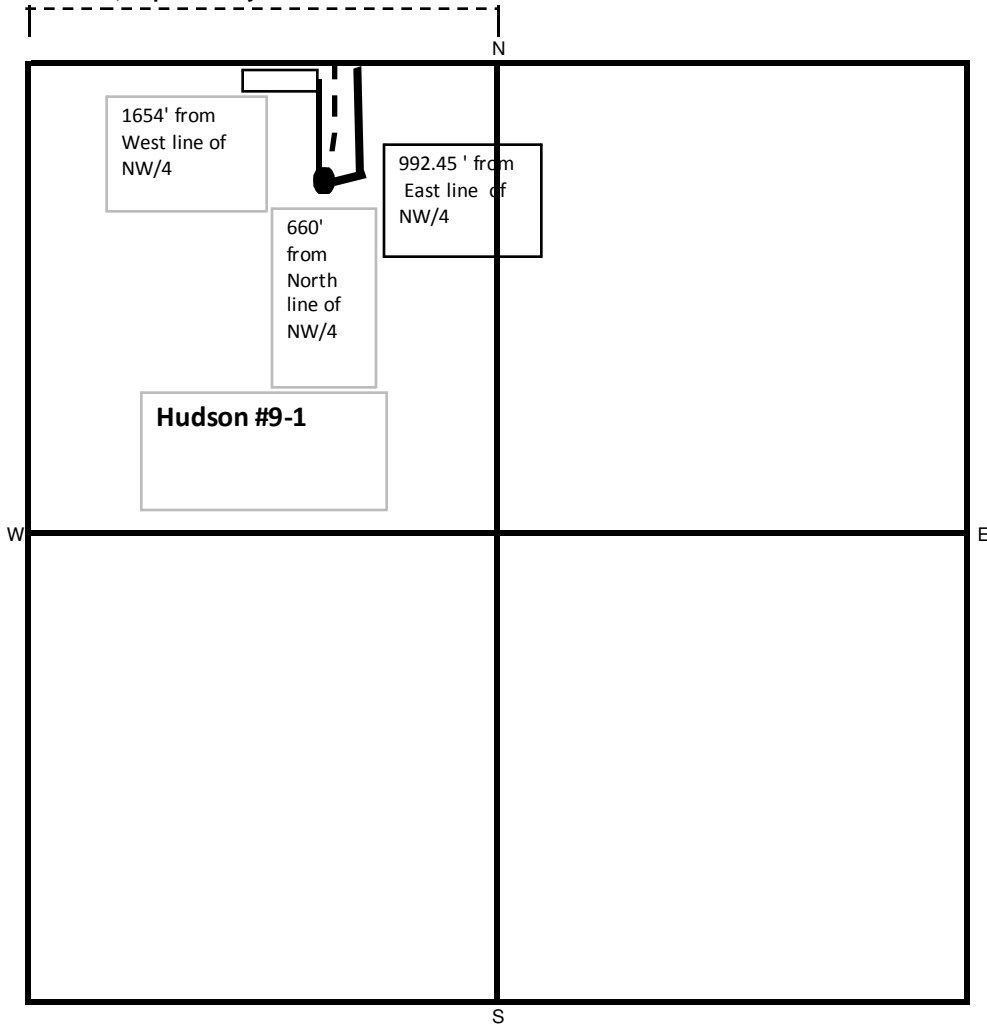 N
1654' from
West line of
NW/4
992.45 ' from
East line of
NW/4
660'
from
North
line of
NW/4
Hudson #9-1
W
E
S